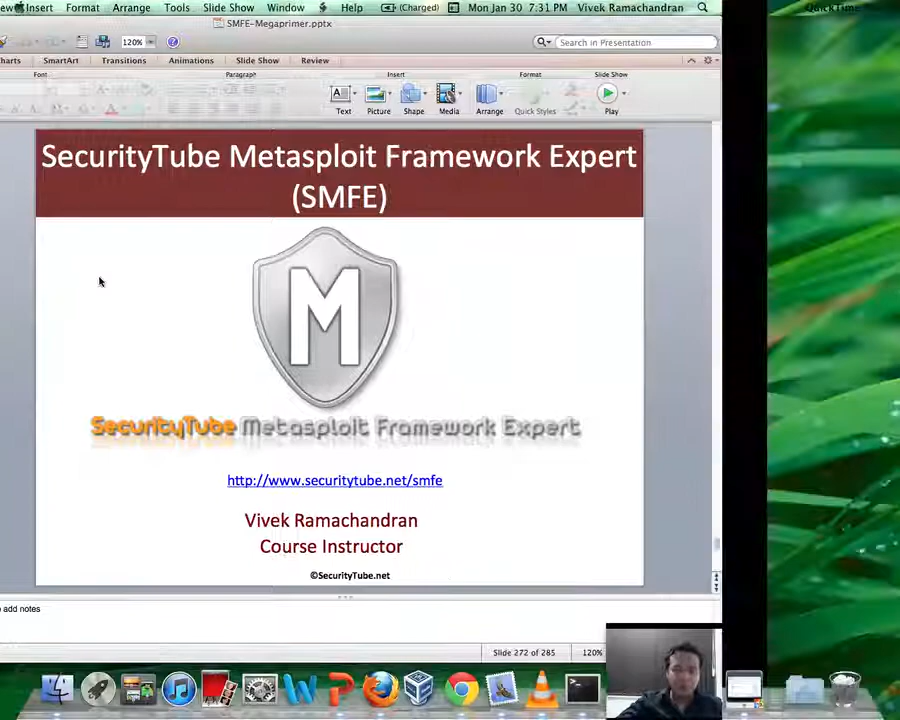 ew Insert Format Arrange Tools Slide Show Window Help (Charged) Mon Jan 30 7:31 PM Vivek Ramachandran
SMFE-Megaprimer.pptx
120% Search in Presentation
harts SmartArt Transitions Animations Slide Show Review
Font Paragraph Insert Format Slide Show
Text Picture Shape Media Arrange Quick Styles Play
SecurityTube Metasploit Framework Expert
(SMFE)
M
SecurityTube Metasploit Framework Expert
http://www.securitytube.net/smfe
Vivek Ramachandran
Course Instructor
©SecurityTube.net
add notes
Slide 272 of 285 120%